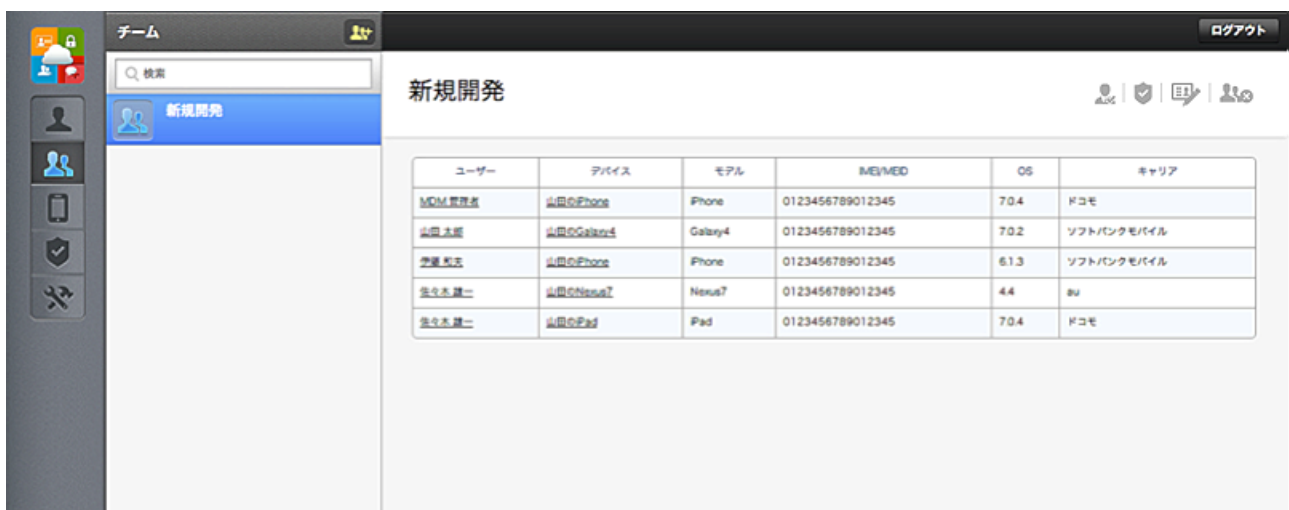 チーム
ログアウト
検索
新規開発
新規開発
ユーザー デバイス モデル IMEI/MEID OS キャリア
MDM 管理者 山田のiPhone iPhone 0123456789012345 7.0.4 ドコモ
山田 太郎 山田のGalaxy4 Galaxy4 0123456789012345 7.0.2 ソフトバンクモバイル
伊藤 和夫 山田のiPhone iPhone 0123456789012345 6.1.3 ソフトバンクモバイル
佐々木 雄一 山田のNexus7 Nexus7 0123456789012345 4.4 au
佐々木 雄一 山田のiPad iPad 0123456789012345 7.0.4 ドコモ